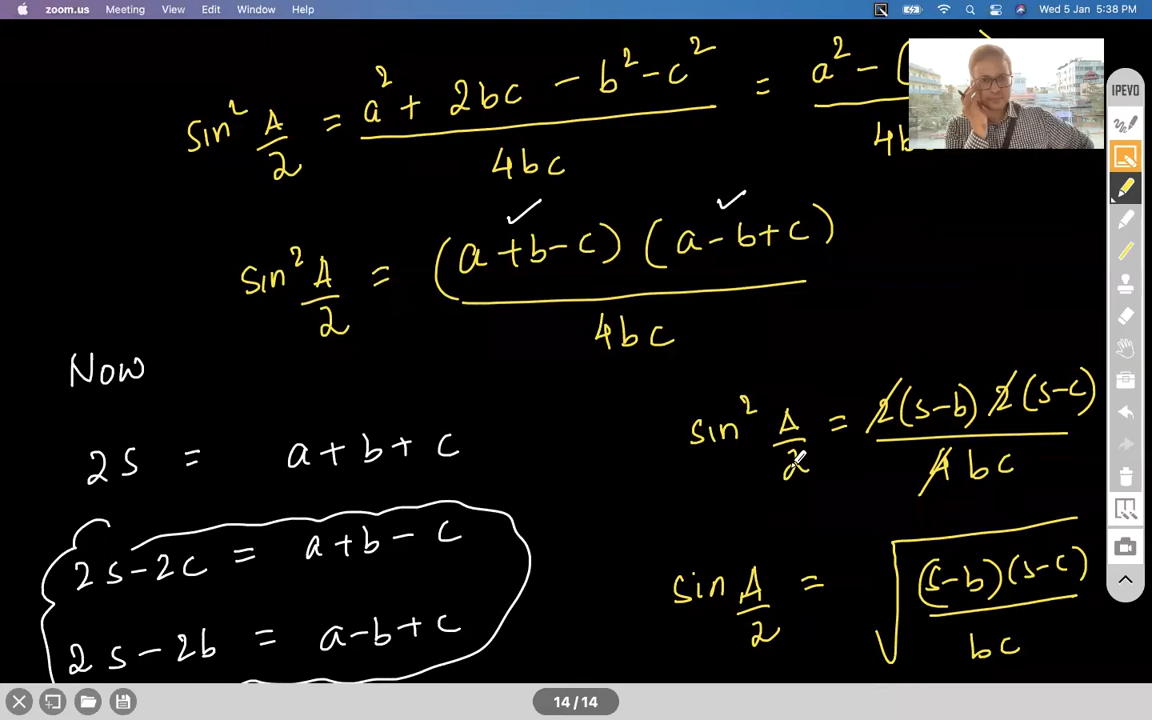 zoom.us Meeting View Edit Window Help Wed 5 Jan 5:38 PM
IPEVO
sin² A/2 = (a² + 2bc − b² − c²)/4bc = a² − (
sin² A/2 = (a+b−c) (a−b+c)/4bc
Now
2s = a+b+c
2s−2c = a+b−c
2s−2b = a−b+c
sin² A/2 = 2(s−b) 2(s−c)/4bc
sin A/2 = √((s−b)(s−c)/bc)
14/14